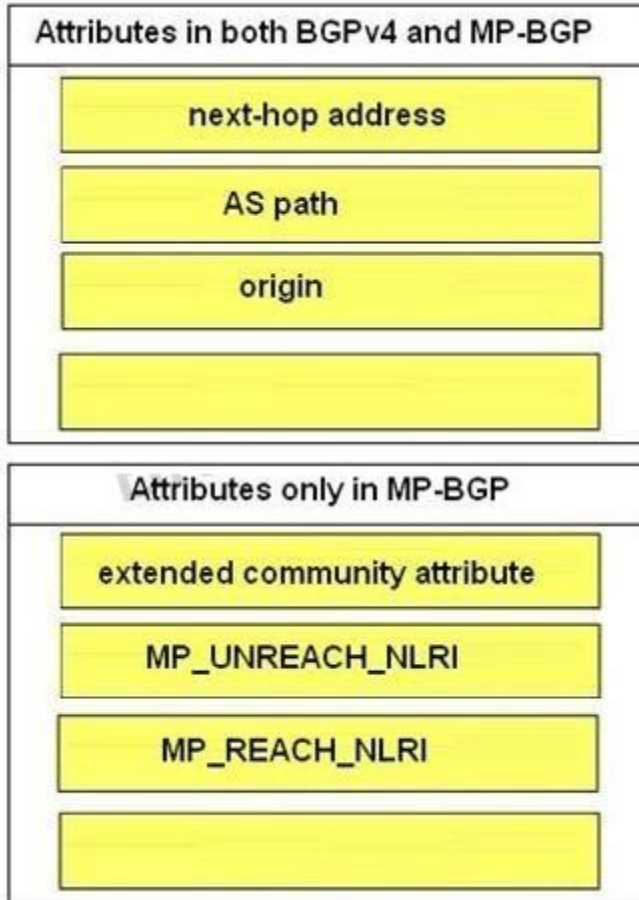 Attributes in both BGPv4 and MP-BGP
next-hop address
AS path
origin
Attributes only in MP-BGP
extended community attribute
MP_UNREACH_NLRI
MP_REACH_NLRI